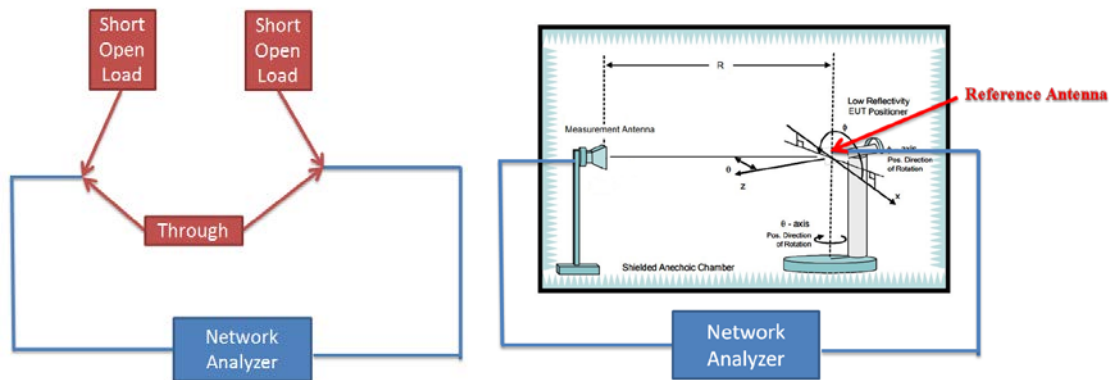 Short
Open
Load
Short
Open
Load
Through
Network
Analyzer
R
Reference Antenna
Low Reflectivity
EUT Positioner
Measurement Antenna
ϕ
ϕ - axis
Pos. Direction
of Rotation
θ
z
x
θ - axis
Pos. Direction
of Rotation
Shielded Anechoic Chamber
Network
Analyzer